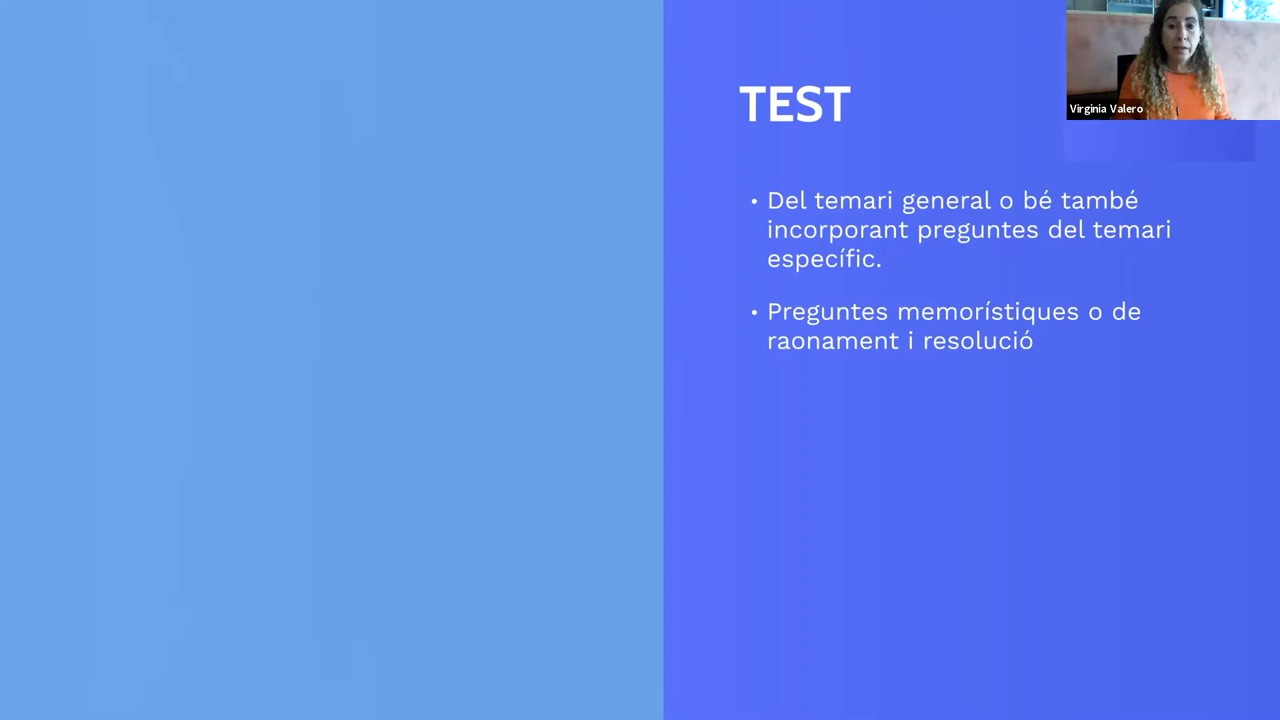 TEST
Virginia Valero
• Del temari general o bé també
incorporant preguntes del temari
específic.
• Preguntes memorístiques o de
raonament i resolució